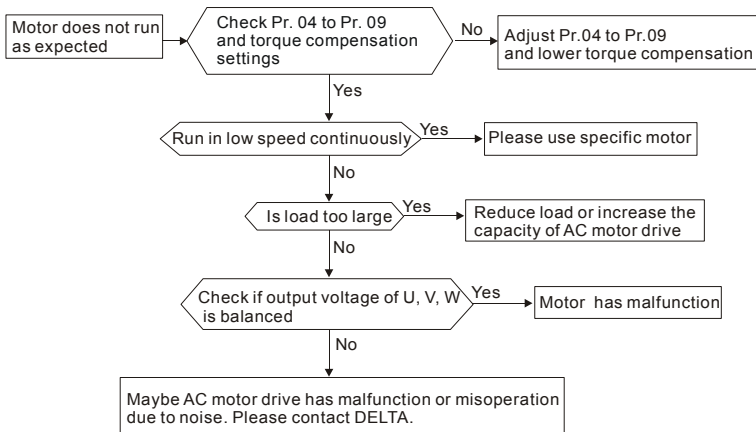 Motor does not run
as expected
Check Pr. 04 to Pr. 09
and torque compensation
settings
No
Adjust Pr.04 to Pr.09
and lower torque compensation
Yes
Run in low speed continuously
Yes
Please use specific motor
No
Is load too large
Yes
Reduce load or increase the
capacity of AC motor drive
No
Check if output voltage of U, V, W
is balanced
Yes
Motor has malfunction
No
Maybe AC motor drive has malfunction or misoperation
due to noise. Please contact DELTA.